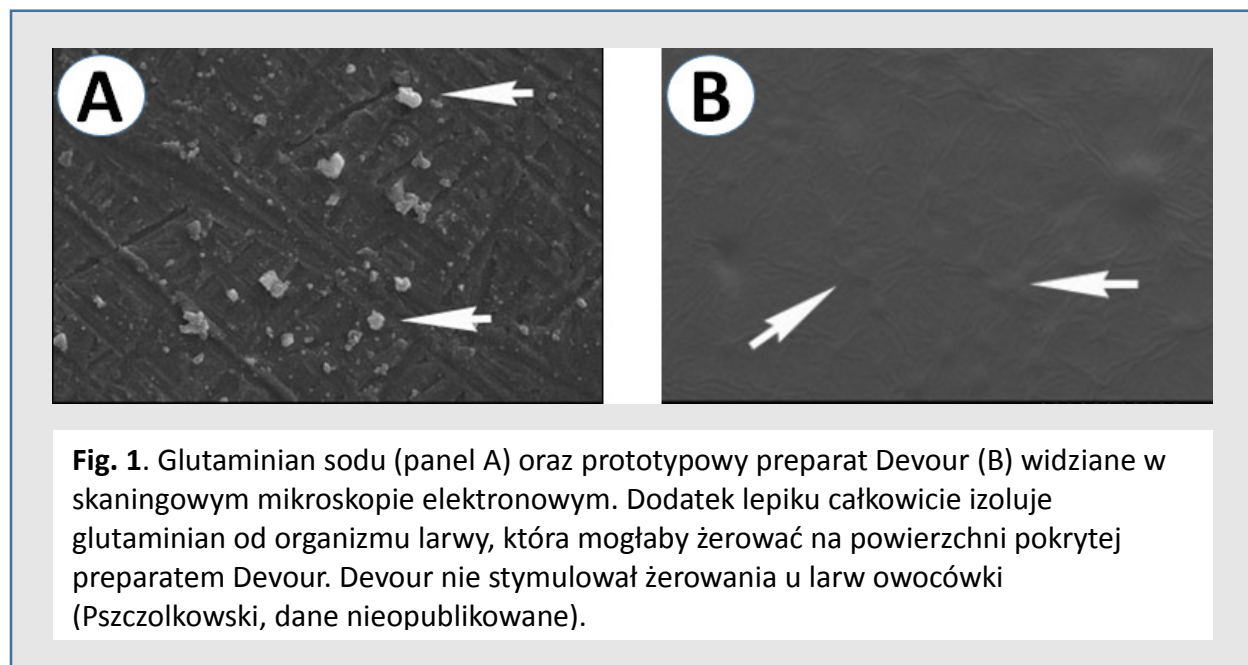 A
B
Fig. 1. Glutaminian sodu (panel A) oraz prototypowy preparat Devour (B) widziane w
skaningowym mikroskopie elektronowym. Dodatek lepiku całkowicie izoluje
glutaminian od organizmu larwy, która mogłaby żerować na powierzchni pokrytej
preparatem Devour. Devour nie stymulował żerowania u larw owocówki
(Pszczolkowski, dane nieopublikowane).